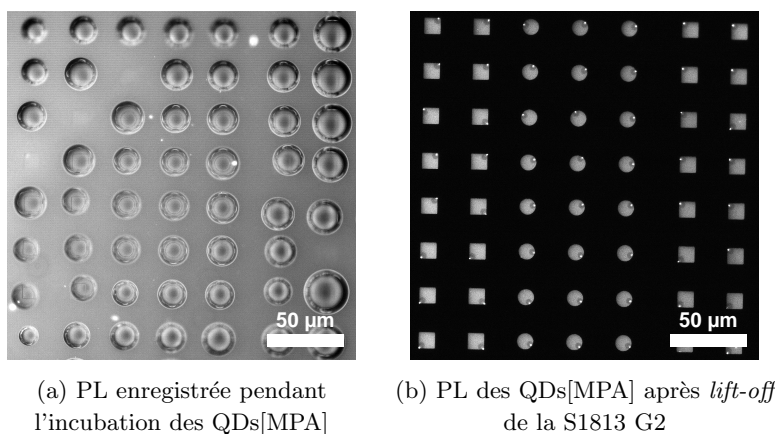 50 µm
50 µm
(a) PL enregistrée pendant
l'incubation des QDs[MPA]
(b) PL des QDs[MPA] après lift-off
de la S1813 G2